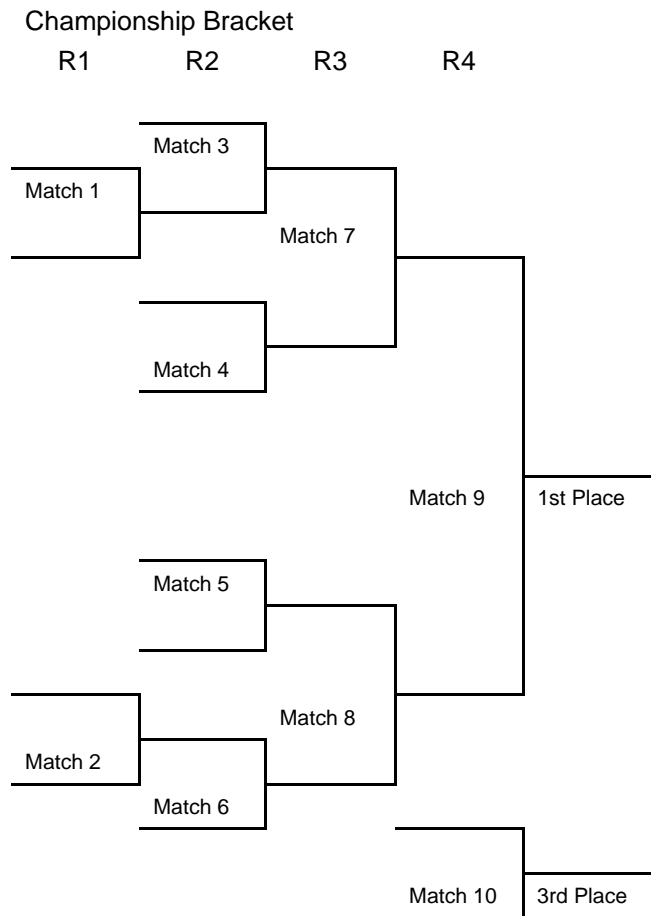 Championship Bracket
R1 R2 R3 R4
Match 3
Match 1
Match 7
Match 4
Match 9 1st Place
Match 5
Match 8
Match 2
Match 6
Match 10 3rd Place